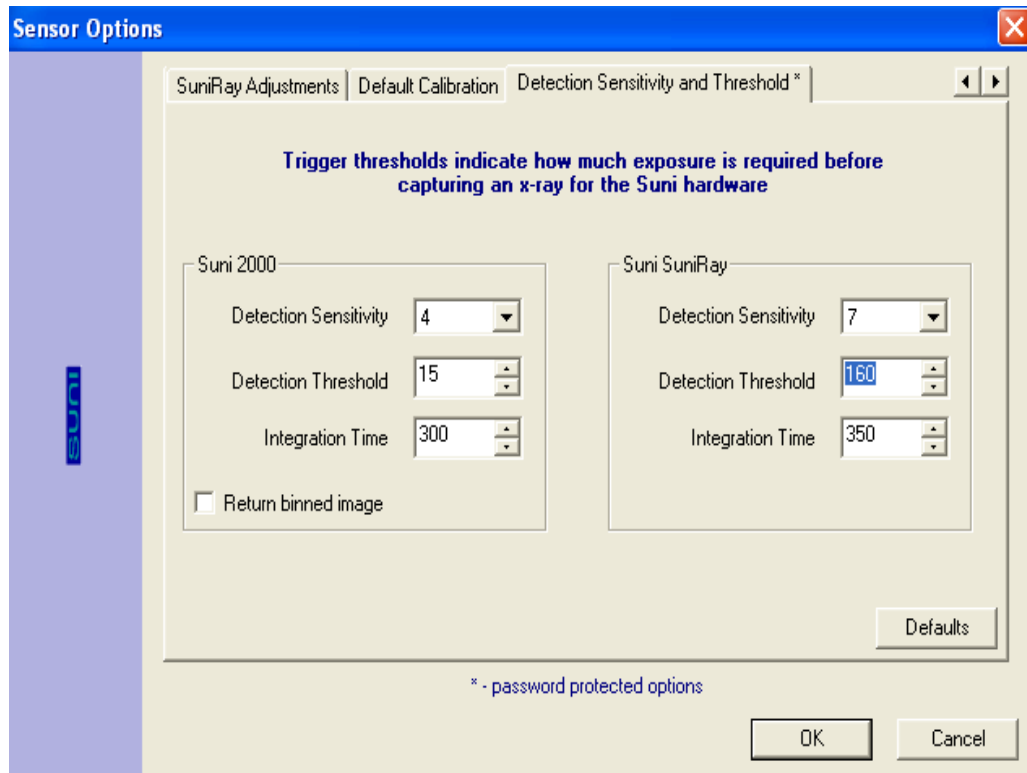 Sensor Options
SuniRay Adjustments
Default Calibration
Detection Sensitivity and Threshold *
Trigger thresholds indicate how much exposure is required before
capturing an x-ray for the Suni hardware
Suni 2000
Detection Sensitivity 4
Detection Threshold 15
Integration Time 300
Return binned image
Suni SuniRay
Detection Sensitivity 7
Detection Threshold 160
Integration Time 350
suni
Defaults
* - password protected options
OK
Cancel